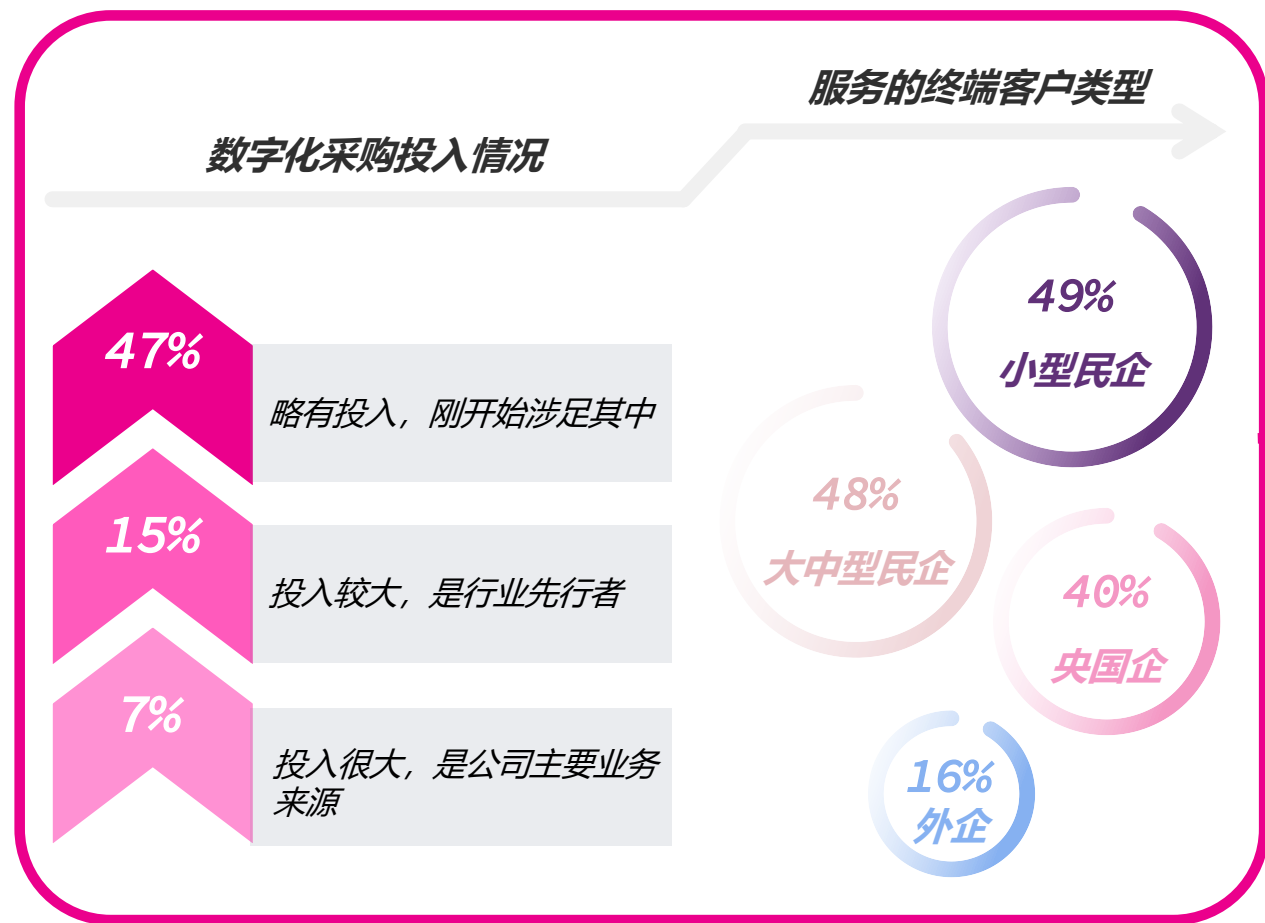 数字化采购投入情况
47%
略有投入，刚开始涉足其中
15%
投入较大，是行业先行者
7%
投入很大，是公司主要业务
来源
服务的终端客户类型
49%
小型民企
48%
大中型民企
40%
央国企
16%
外企